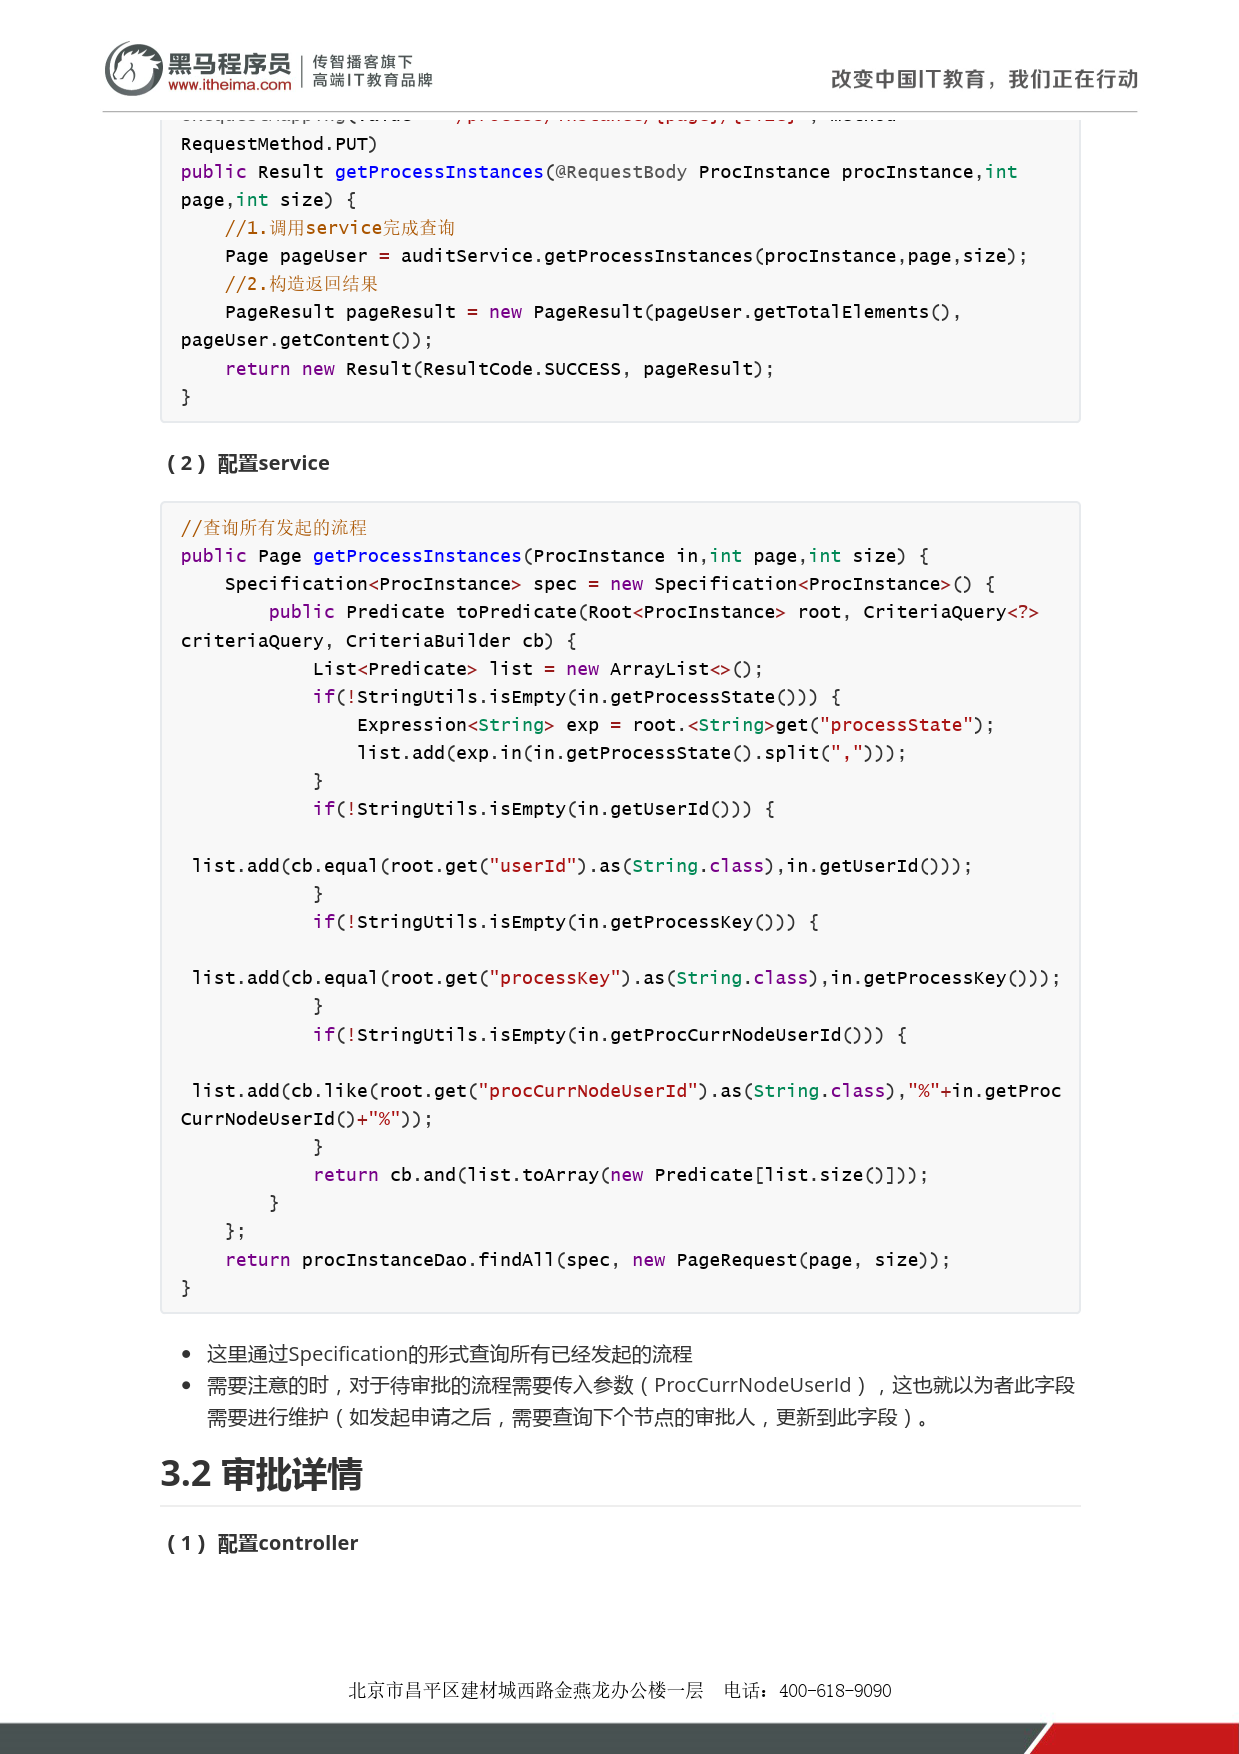 黑马程序员
www.itheima.com
传智播客旗下
高端IT教育品牌
改变中国IT教育，我们正在行动
RequestMethod.PUT)
public Result getProcessInstances(@RequestBody ProcInstance procInstance,int
page,int size) {
    //1.调用service完成查询
    Page pageUser = auditService.getProcessInstances(procInstance,page,size);
    //2.构造返回结果
    PageResult pageResult = new PageResult(pageUser.getTotalElements(),
pageUser.getContent());
    return new Result(ResultCode.SUCCESS, pageResult);
}
（2） 配置service
//查询所有发起的流程
public Page getProcessInstances(ProcInstance in,int page,int size) {
    Specification<ProcInstance> spec = new Specification<ProcInstance>() {
        public Predicate toPredicate(Root<ProcInstance> root, CriteriaQuery<?>
criteriaQuery, CriteriaBuilder cb) {
            List<Predicate> list = new ArrayList<>();
            if(!StringUtils.isEmpty(in.getProcessState())) {
                Expression<String> exp = root.<String>get("processState");
                list.add(exp.in(in.getProcessState().split(",")));
            }
            if(!StringUtils.isEmpty(in.getUserId())) {
 list.add(cb.equal(root.get("userId").as(String.class),in.getUserId()));
            }
            if(!StringUtils.isEmpty(in.getProcessKey())) {
 list.add(cb.equal(root.get("processKey").as(String.class),in.getProcessKey()));
            }
            if(!StringUtils.isEmpty(in.getProcCurrNodeUserId())) {
 list.add(cb.like(root.get("procCurrNodeUserId").as(String.class),"%"+in.getProc
CurrNodeUserId()+"%"));
            }
            return cb.and(list.toArray(new Predicate[list.size()]));
        }
    };
    return procInstanceDao.findAll(spec, new PageRequest(page, size));
}
● 这里通过Specification的形式查询所有已经发起的流程
● 需要注意的时，对于待审批的流程需要传入参数（ProcCurrNodeUserId），这也就以为者此字段
需要进行维护（如发起申请之后，需要查询下个节点的审批人，更新到此字段）。
3.2 审批详情
（1） 配置controller
北京市昌平区建材城西路金燕龙办公楼一层   电话：400-618-9090